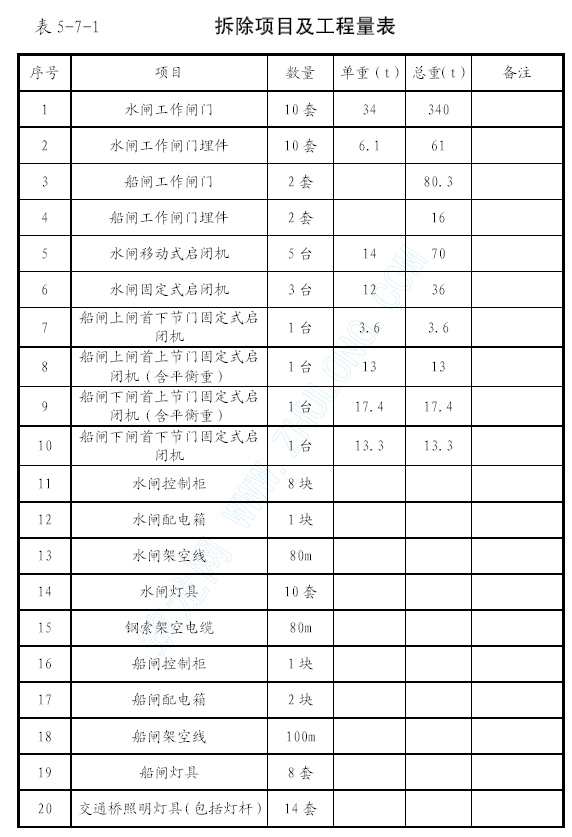 表 5-7-1 拆除项目及工程量表
序号 项目 数量 单重(t) 总重(t) 备注
1 水闸工作闸门 10套 34 340
2 水闸工作闸门埋件 10套 6.1 61
3 船闸工作闸门 2套 80.3
4 船闸工作闸门埋件 2套 16
5 水闸移动式启闭机 5台 14 70
6 水闸固定式启闭机 3台 12 36
7 船闸上闸首下节门固定式启
闭机 1台 3.6 3.6
8 船闸上闸首上节门固定式启
闭机(含平衡重) 1台 13 13
9 船闸下闸首上节门固定式启
闭机(含平衡重) 1台 17.4 17.4
10 船闸下闸首下节门固定式启
闭机 1台 13.3 13.3
11 水闸控制柜 8块
12 水闸配电箱 1块
13 水闸架空线 80m
14 水闸灯具 10套
15 钢索架空电缆 80m
16 船闸控制柜 1块
17 船闸配电箱 2块
18 船闸架空线 100m
19 船闸灯具 8套
20 交通桥照明灯具(包括灯杆) 14套
WWW.ZHULONG.COM